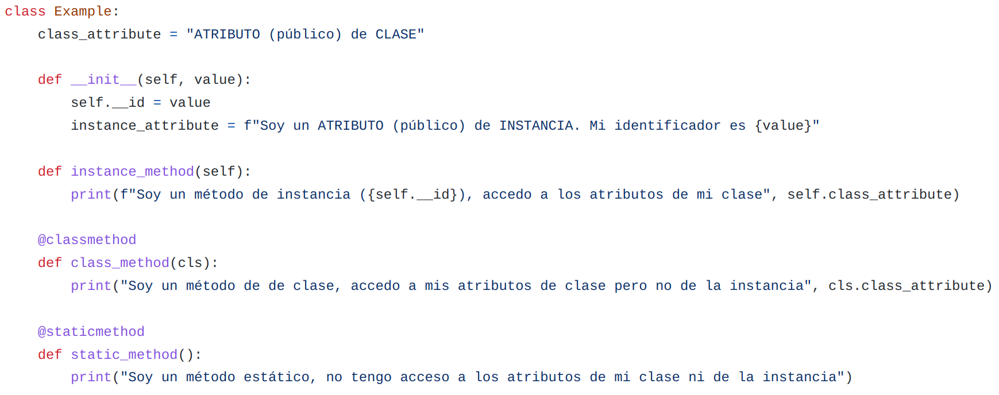 class Example:
    class_attribute = "ATRIBUTO (público) de CLASE"

    def __init__(self, value):
        self.__id = value
        instance_attribute = f"Soy un ATRIBUTO (público) de INSTANCIA. Mi identificador es {value}"

    def instance_method(self):
        print(f"Soy un método de instancia ({self.__id}), accedo a los atributos de mi clase", self.class_attribute)

    @classmethod
    def class_method(cls):
        print("Soy un método de de clase, accedo a mis atributos de clase pero no de la instancia", cls.class_attribute)

    @staticmethod
    def static_method():
        print("Soy un método estático, no tengo acceso a los atributos de mi clase ni de la instancia")